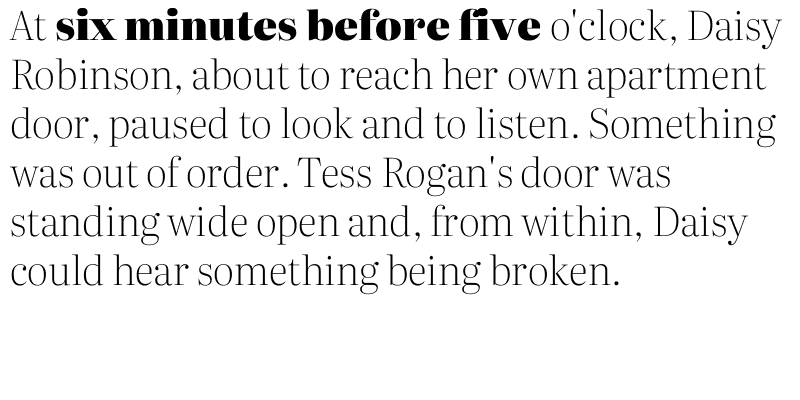 At six minutes before five o'clock, Daisy
Robinson, about to reach her own apartment
door, paused to look and to listen. Something
was out of order. Tess Rogan's door was
standing wide open and, from within, Daisy
could hear something being broken.